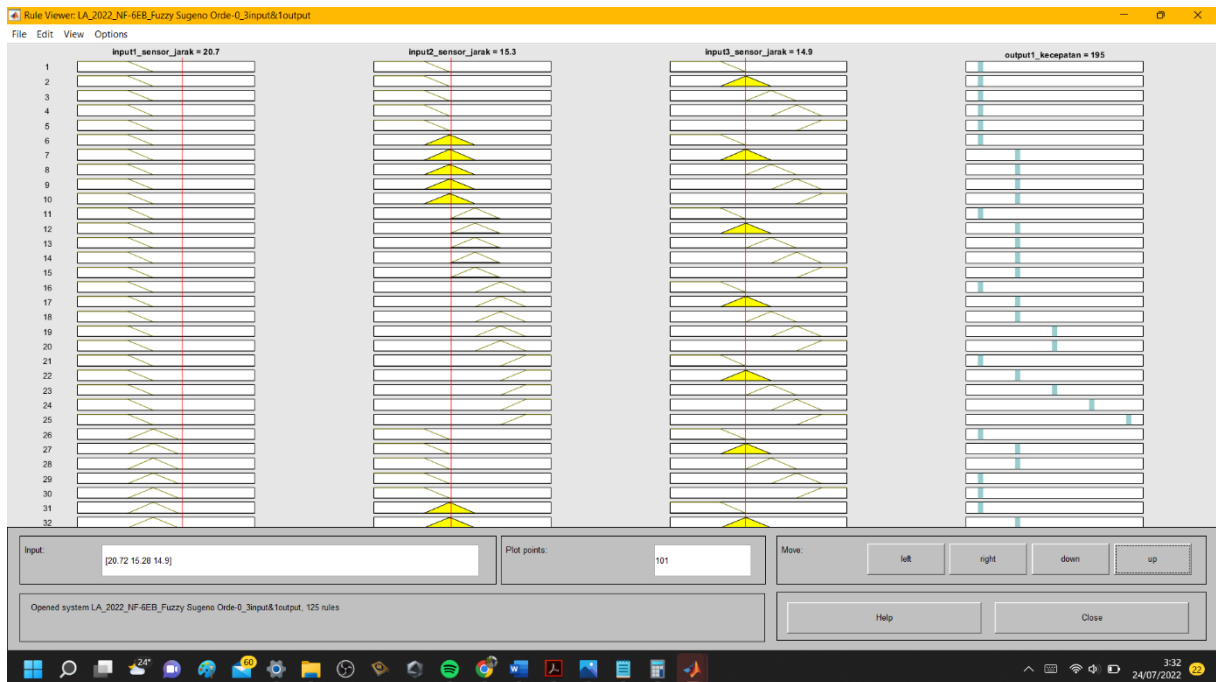 Rule Viewer: LA_2022_NF-6EB_Fuzzy Sugeno Orde-0_3input&1output
File Edit View Options
input1_sensor_jarak = 20.7
input2_sensor_jarak = 15.3
input3_sensor_jarak = 14.9
output1_kecepatan = 195
1
2
3
4
5
6
7
8
9
10
11
12
13
14
15
16
17
18
19
20
21
22
23
24
25
26
27
28
29
30
31
32
Input:
[20.72 15.28 14.9]
Plot points:
101
Move:
left
right
down
up
Opened system LA_2022_NF-6EB_Fuzzy Sugeno Orde-0_3input&1output, 125 rules
Help
Close
24°
60
3:32
24/07/2022
22